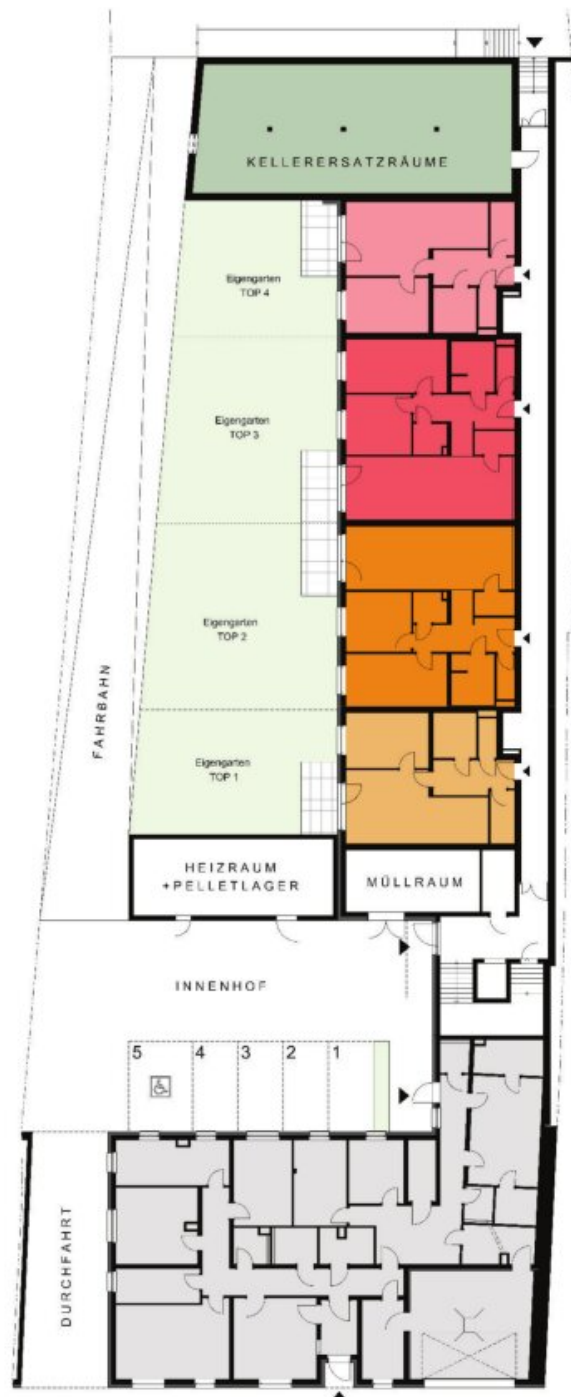 KELLERERSATZRÄUME
Eigengarten
TOP 4
Eigengarten
TOP 3
Eigengarten
TOP 2
FAHRBAHN
Eigengarten
TOP 1
HEIZRAUM
+PELLETLAGER
MÜLLRAUM
INNENHOF
5 4 3 2 1
DURCHFAHRT